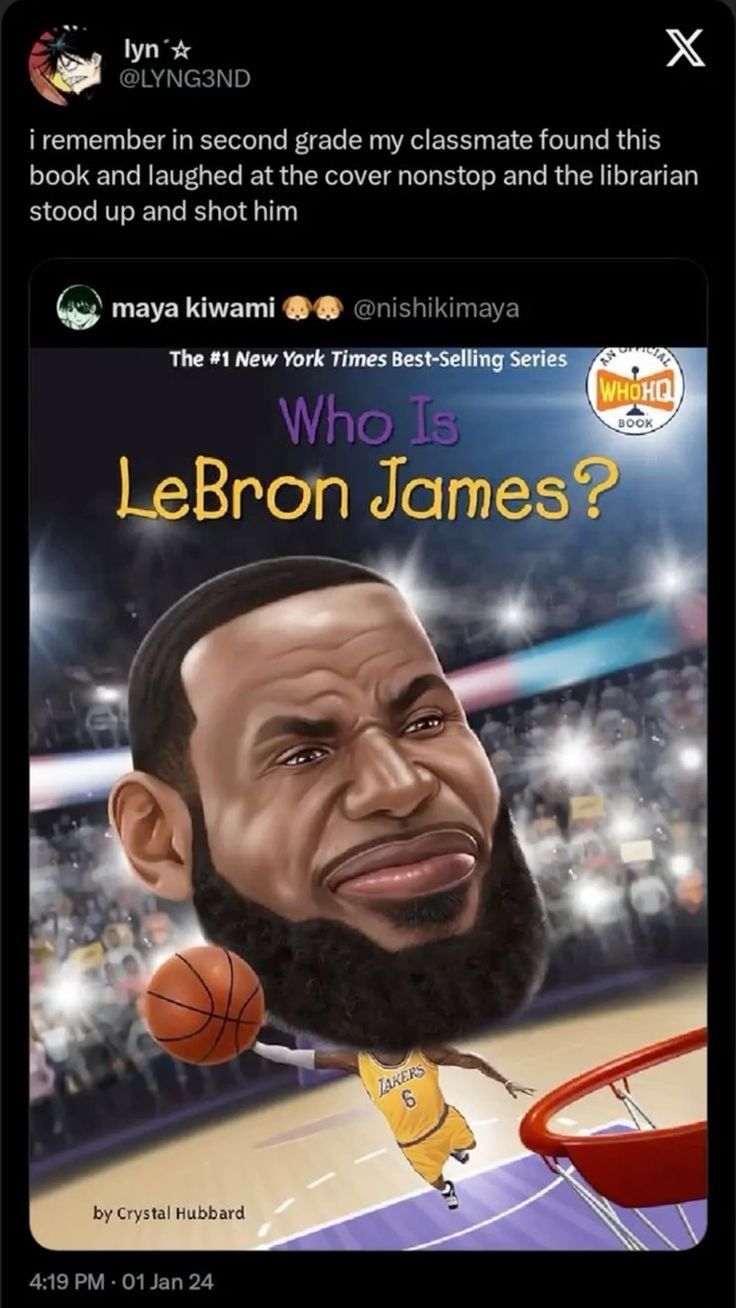 lyn´☆
@LYNG3ND
i remember in second grade my classmate found this
book and laughed at the cover nonstop and the librarian
stood up and shot him
maya kiwami 🐶🐶 @nishikimaya
The #1 New York Times Best-Selling Series
AN OFFICIAL
WHOHQ
BOOK
Who Is
LeBron James?
LAKERS
6
by Crystal Hubbard
4:19 PM · 01 Jan 24